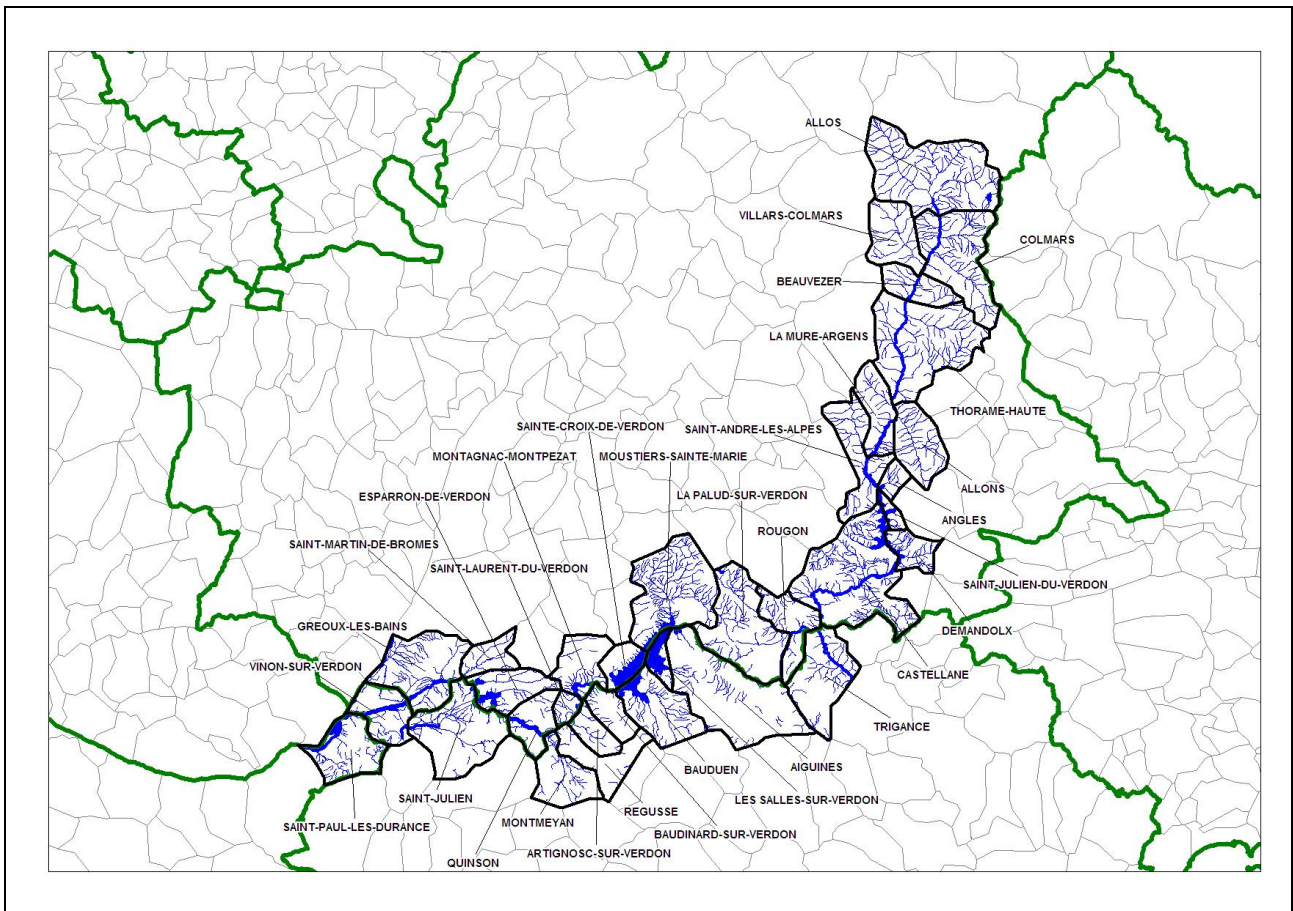 ALLOS
VILLARS-COLMARS
COLMARS
BEAUVEZER
LA MURE-ARGENS
THORAME-HAUTE
SAINTE-CROIX-DE-VERDON
SAINT-ANDRE-LES-ALPES
MONTAGNAC-MONTPEZAT
MOUSTIERS-SAINTE-MARIE
ALLONS
ESPARRON-DE-VERDON
LA PALUD-SUR-VERDON
ANGLES
ROUGON
SAINT-MARTIN-DE-BROMES
SAINT-LAURENT-DU-VERDON
SAINT-JULIEN-DU-VERDON
GREOUX-LES-BAINS
DEMANDOLX
VINON-SUR-VERDON
CASTELLANE
TRIGANCE
BAUDUEN
AIGUINES
SAINT-JULIEN
LES SALLES-SUR-VERDON
REGUSSE
SAINT-PAUL-LES-DURANCE
MONTMEYAN
BAUDINARD-SUR-VERDON
ARTIGNOSC-SUR-VERDON
QUINSON